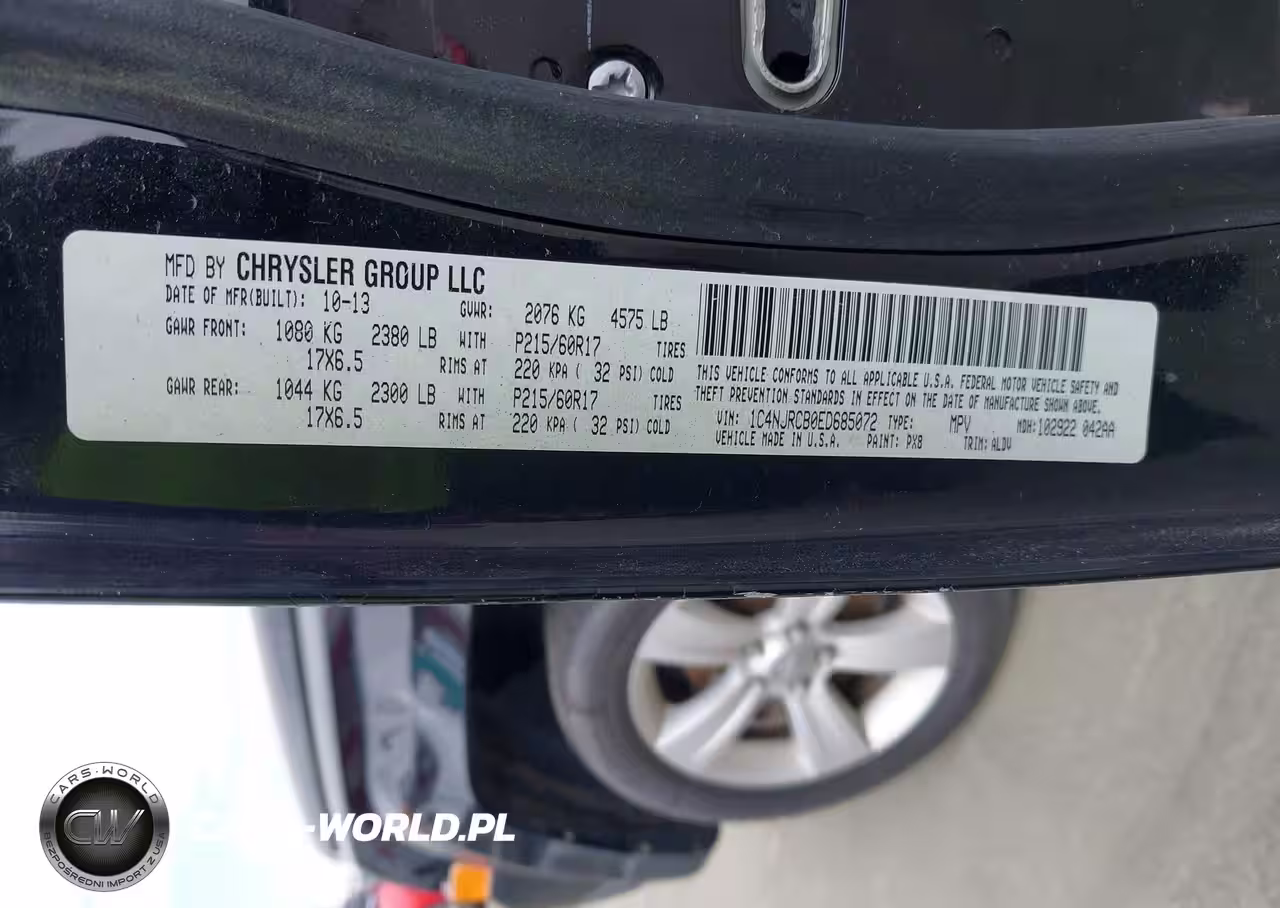 MFD BY CHRYSLER GROUP LLC
DATE OF MFR(BUILT): 10-13 GVWR: 2076 KG 4575 LB
GAWR FRONT: 1080 KG 2380 LB WITH P215/60R17 TIRES
17X6.5 RIMS AT 220 KPA ( 32 PSI) COLD
GAWR REAR: 1044 KG 2300 LB WITH P215/60R17 TIRES
17X6.5 RIMS AT 220 KPA ( 32 PSI) COLD
THIS VEHICLE CONFORMS TO ALL APPLICABLE U.S.A. FEDERAL MOTOR VEHICLE SAFETY AND
THEFT PREVENTION STANDARDS IN EFFECT ON THE DATE OF MANUFACTURE SHOWN ABOVE.
VIN: 1C4NJRCB0ED685072 TYPE: MPV MDH:102922 042AA
VEHICLE MADE IN U.S.A. PAINT: PX8 TRIM: ALDV
CARS-WORLD
CW
BEZPOŚREDNI IMPORT Z USA
-WORLD.PL